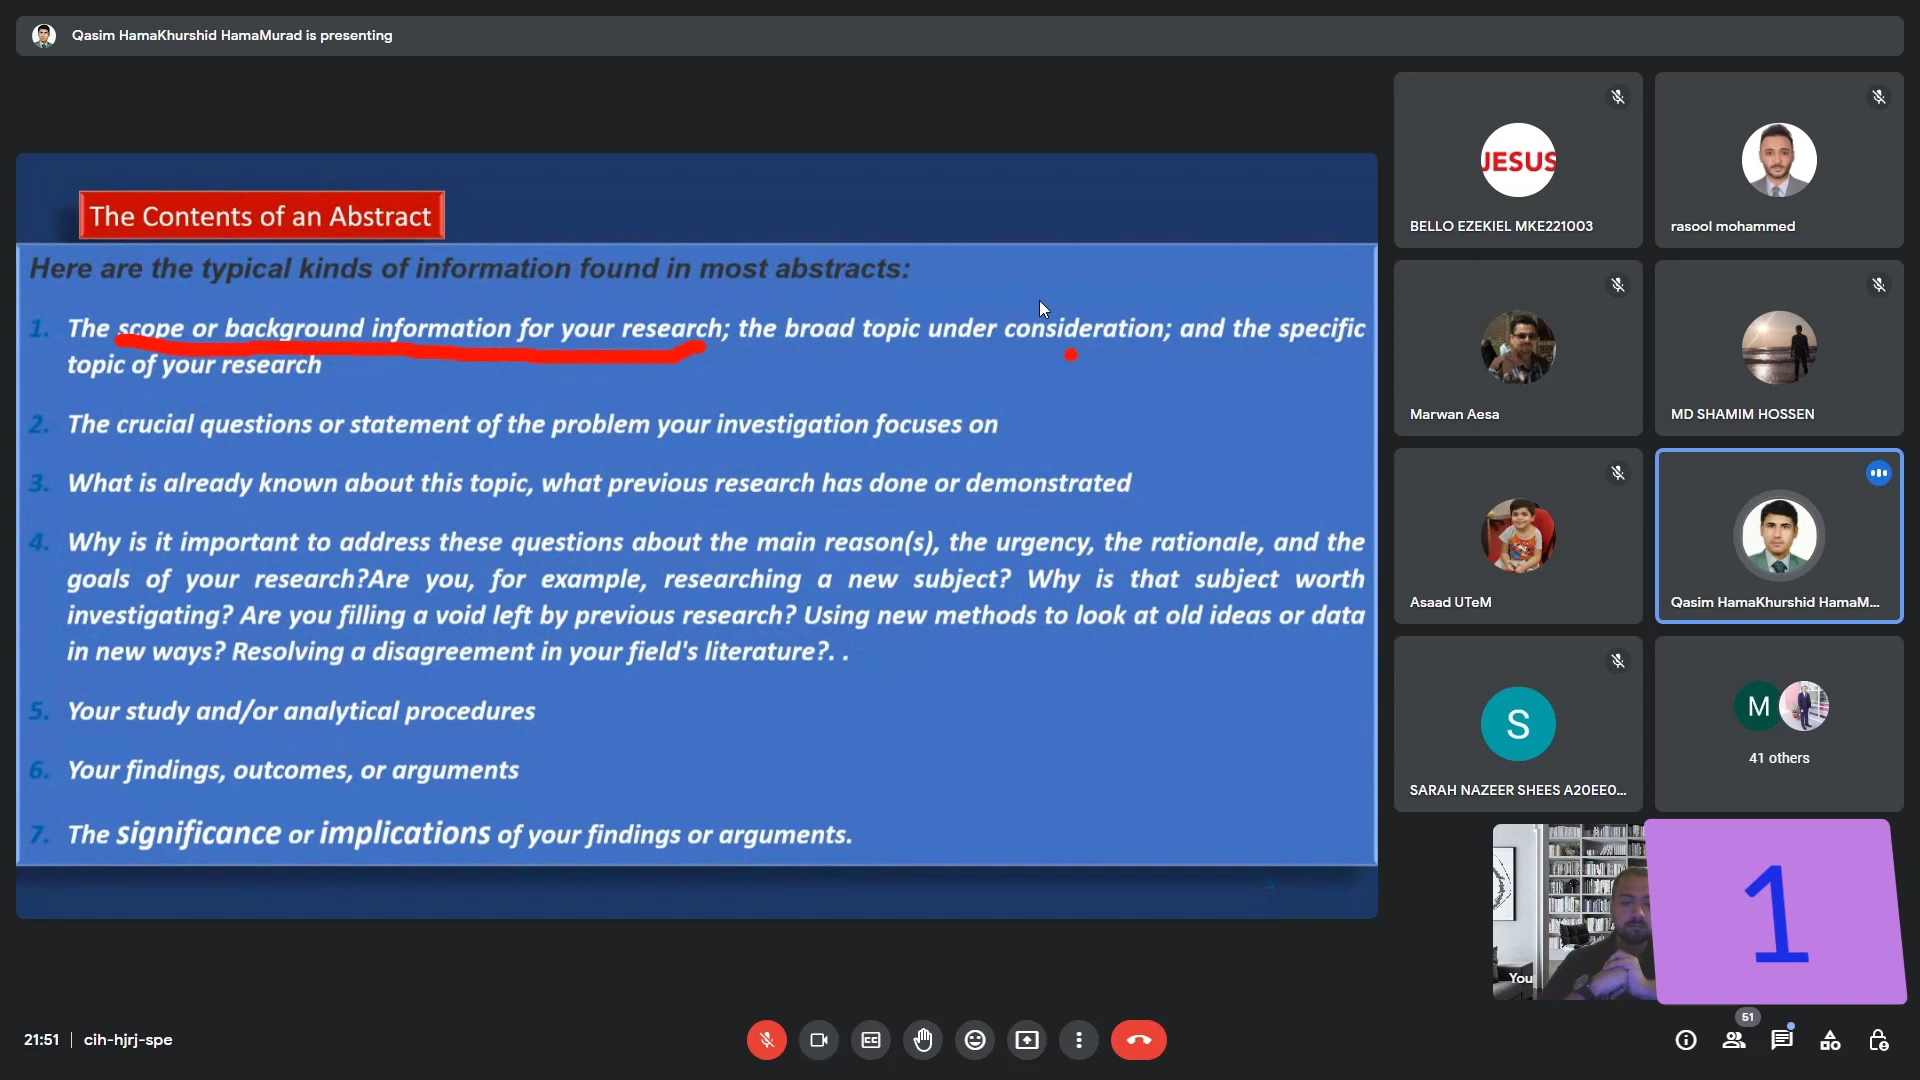 Qasim HamaKhurshid HamaMurad is presenting
The Contents of an Abstract
Here are the typical kinds of information found in most abstracts:
1. The scope or background information for your research; the broad topic under consideration; and the specific
topic of your research
2. The crucial questions or statement of the problem your investigation focuses on
3. What is already known about this topic, what previous research has done or demonstrated
4. Why is it important to address these questions about the main reason(s), the urgency, the rationale, and the
goals of your research?Are you, for example, researching a new subject? Why is that subject worth
investigating? Are you filling a void left by previous research? Using new methods to look at old ideas or data
in new ways? Resolving a disagreement in your field's literature?. .
5. Your study and/or analytical procedures
6. Your findings, outcomes, or arguments
7. The significance or implications of your findings or arguments.
JESUS
BELLO EZEKIEL MKE221003
rasool mohammed
Marwan Aesa
MD SHAMIM HOSSEN
Asaad UTeM
Qasim HamaKhurshid HamaM...
S
SARAH NAZEER SHEES A20EE0...
M
41 others
You
1
21:51 | cih-hjrj-spe
CC
51